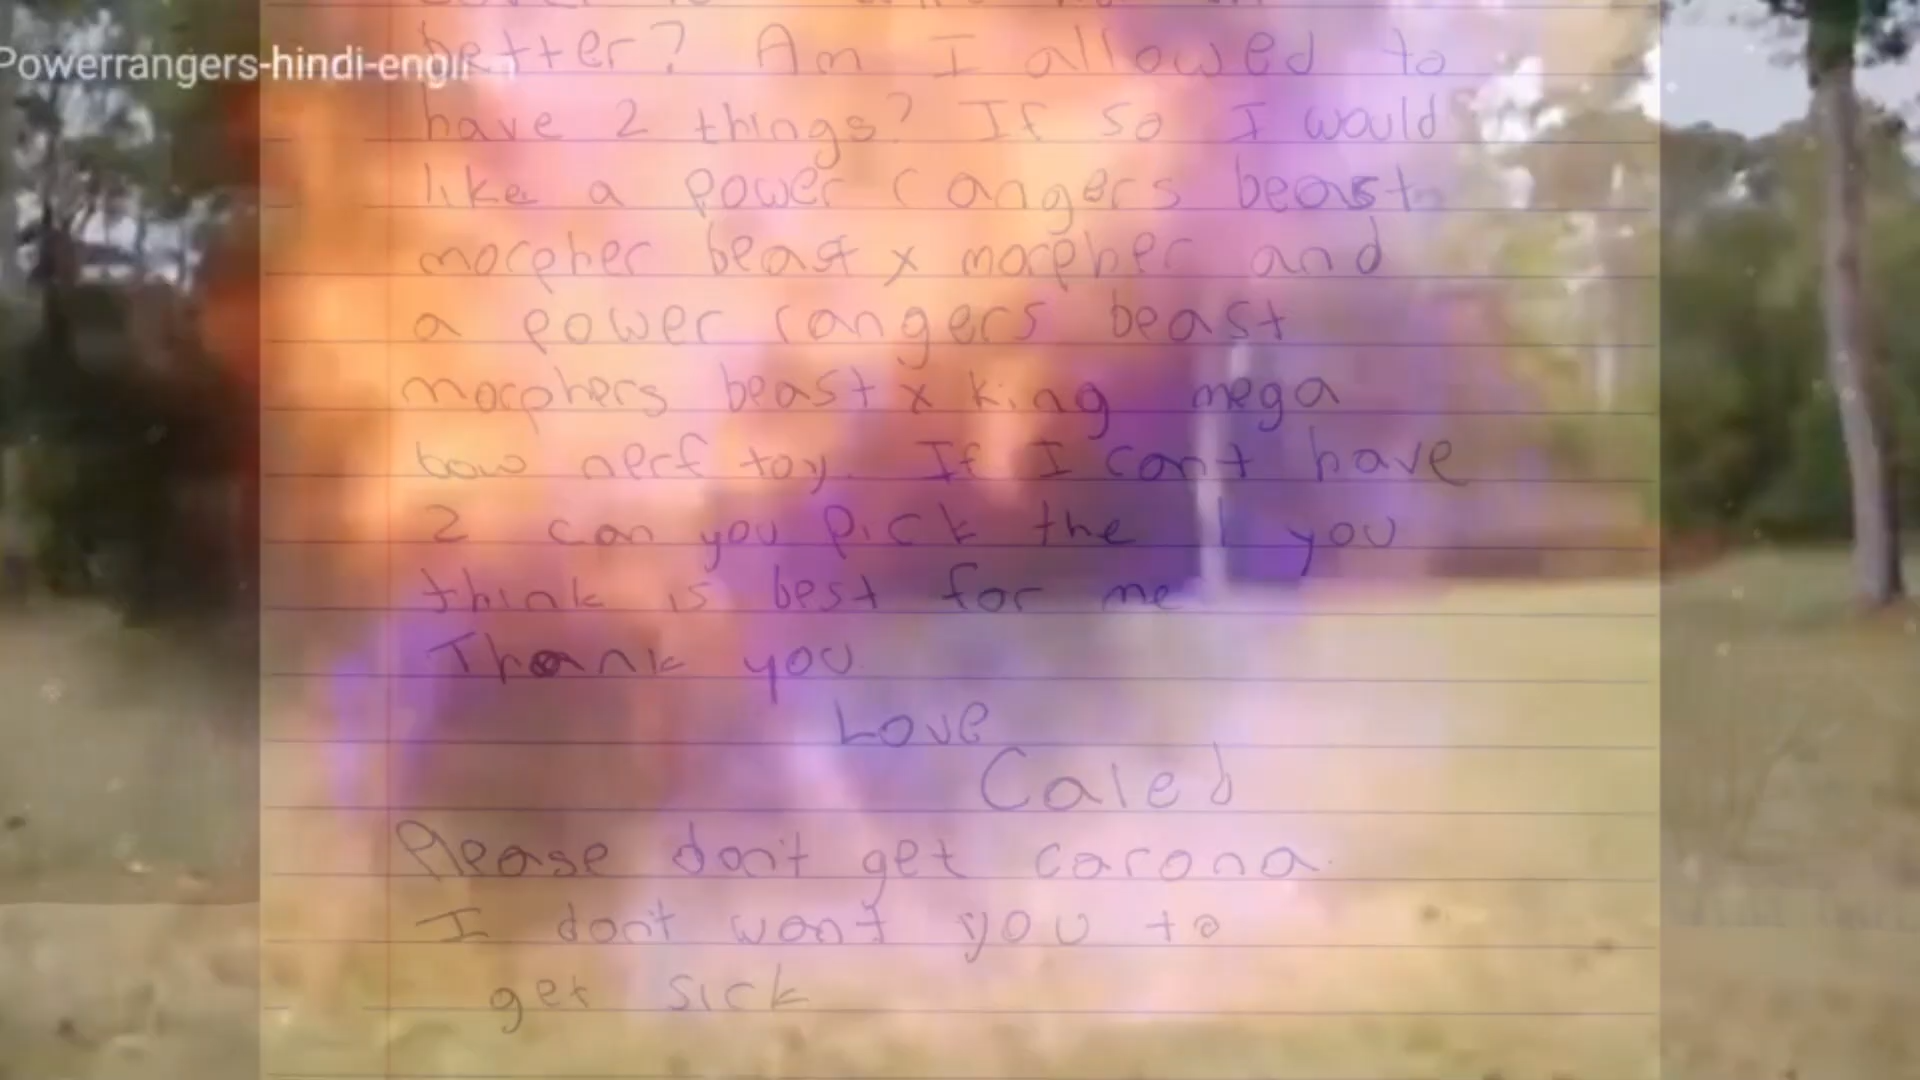 Powerrangers-hindi-engli
better? Am I allowed to
have 2 things? If so I would
like a power rangers beast
morpher beast x morpher and
a power rangers beast
morphers beast x king mega
bow nerf toy. If I can't have
2 can you pick the 1 you
think is best for me
Thank you
Love
Caleb
Please don't get carona.
I don't want you to
get sick